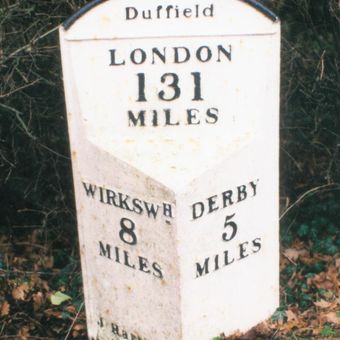 Duffield
LONDON
131
MILES
WIRKSWH
8
MILES
DERBY
5
MILES